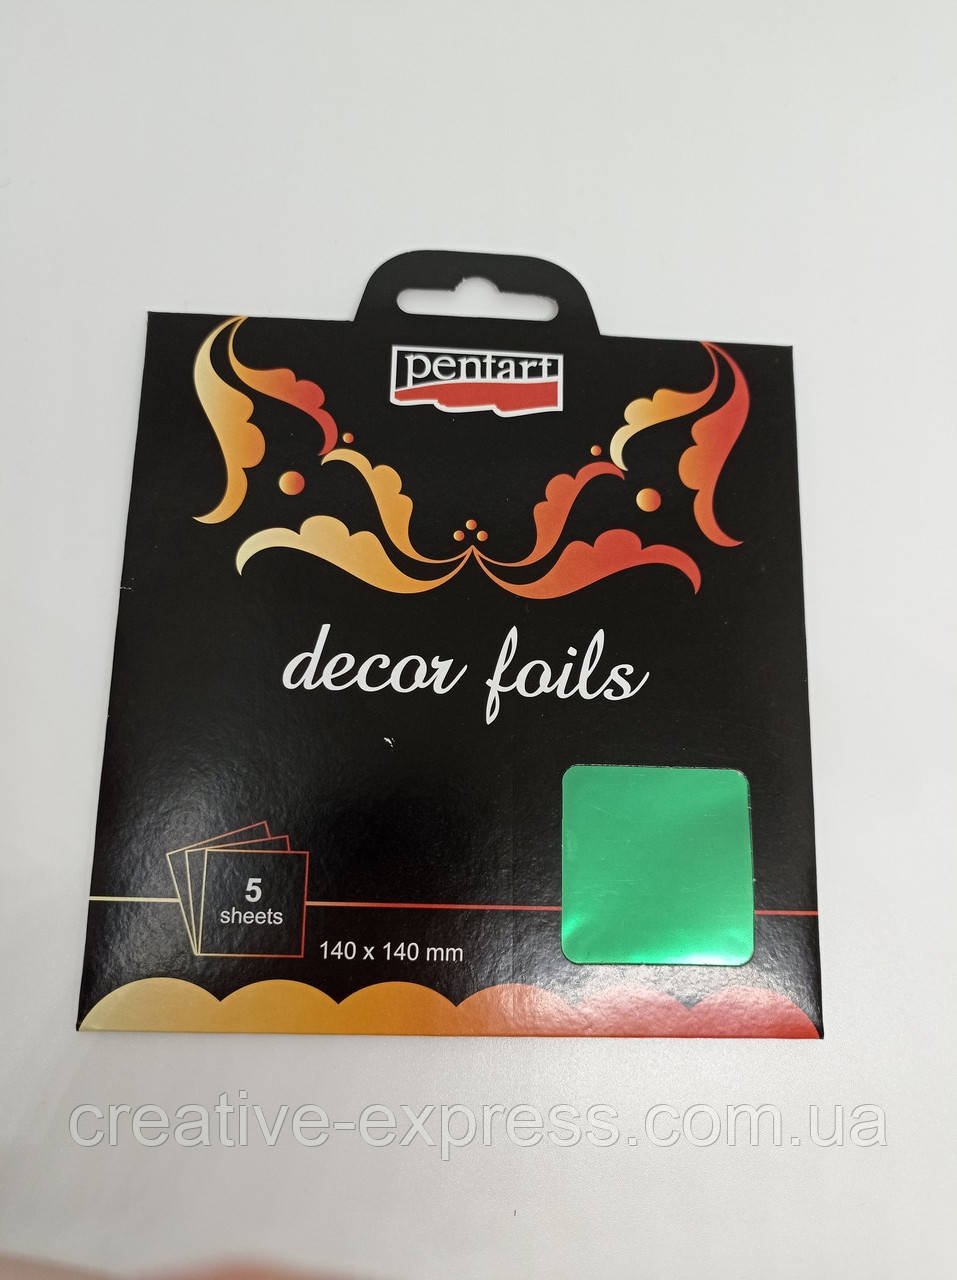 pentart
decor foils
5
sheets
140 x 140 mm
creative-express.com.ua